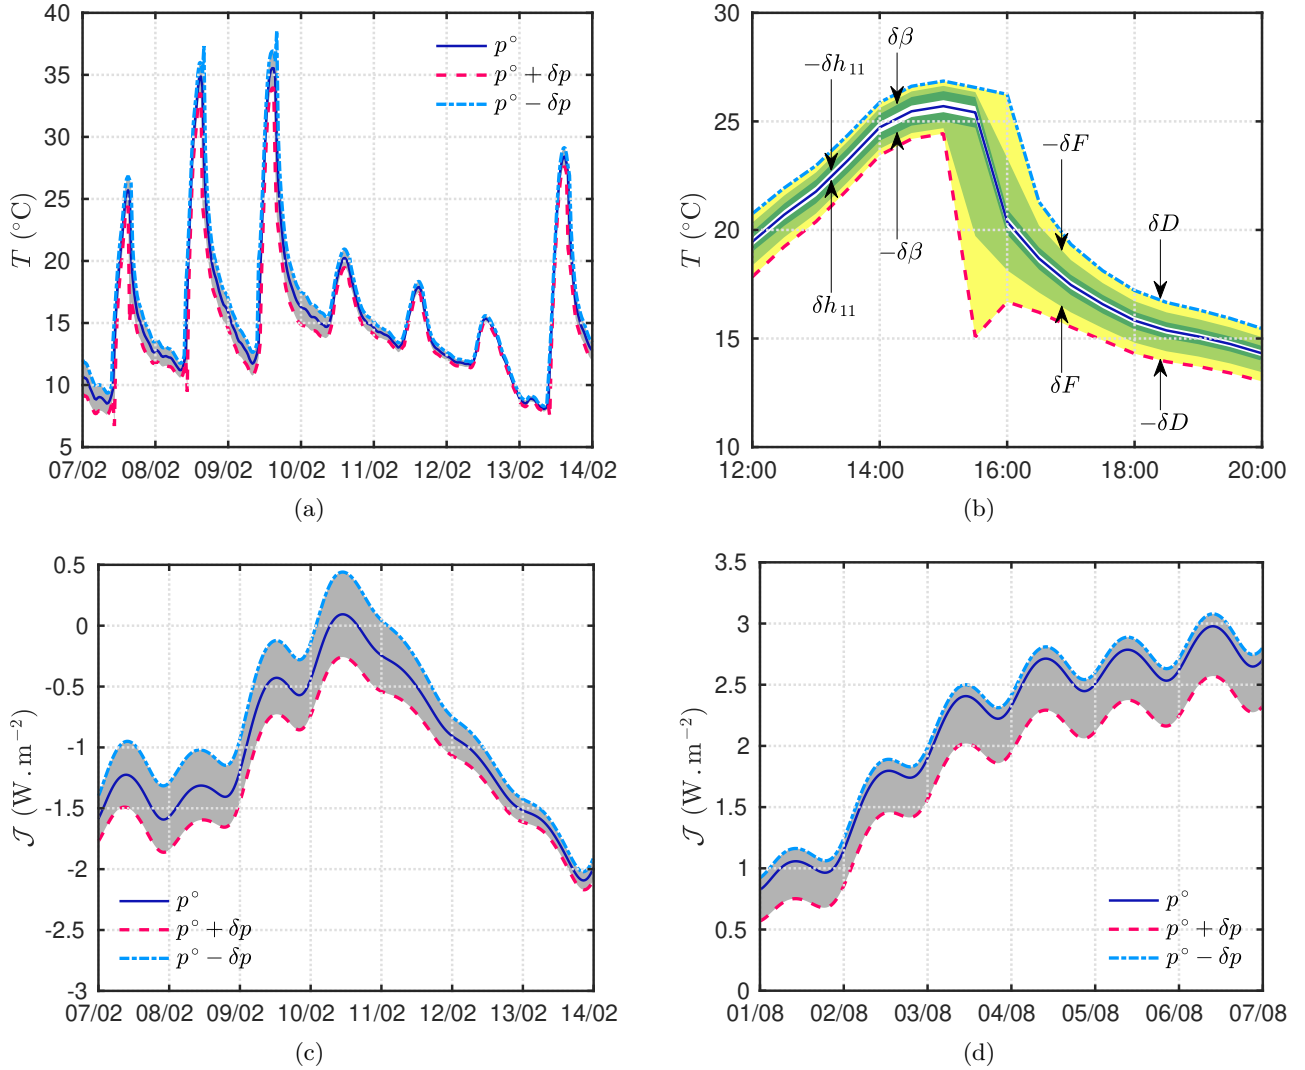 40
35
30
25
20
15
10
5
T (°C)
p°
p° + δp
p° − δp
07/02 08/02 09/02 10/02 11/02 12/02 13/02 14/02
(a)
30
25
20
15
10
T (°C)
−δh11
δβ
−δF
δD
−δβ
δh11
δF
−δD
12:00 14:00 16:00 18:00 20:00
(b)
0.5
0
-0.5
-1
-1.5
-2
-2.5
-3
𝒥 (W . m⁻²)
p°
p° + δp
p° − δp
07/02 08/02 09/02 10/02 11/02 12/02 13/02 14/02
(c)
3.5
3
2.5
2
1.5
1
0.5
0
𝒥 (W . m⁻²)
p°
p° + δp
p° − δp
01/08 02/08 03/08 04/08 05/08 06/08 07/08
(d)